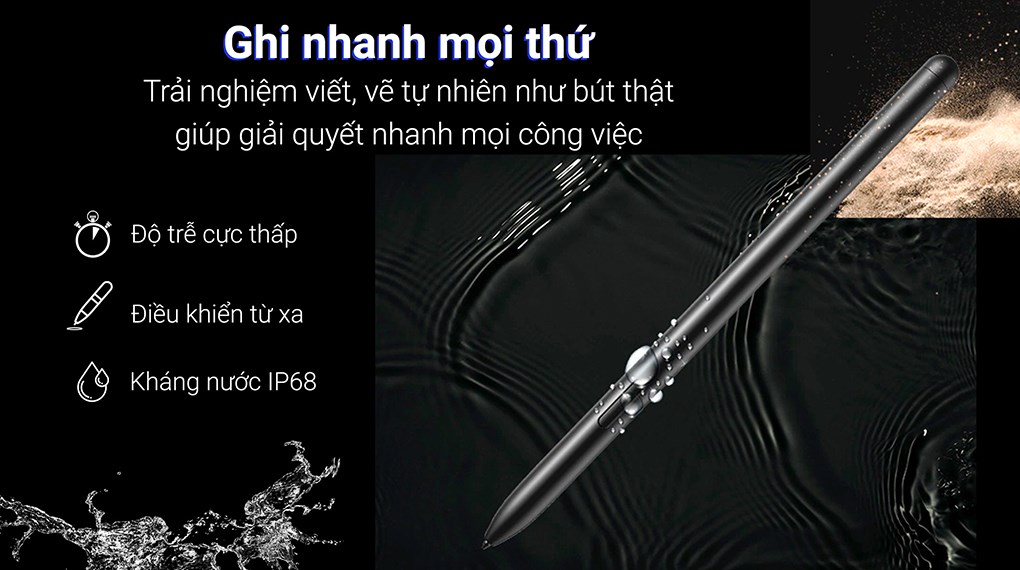 Ghi nhanh mọi thứ
Trải nghiệm viết, vẽ tự nhiên như bút thật
giúp giải quyết nhanh mọi công việc
Độ trễ cực thấp
Điều khiển từ xa
Kháng nước IP68